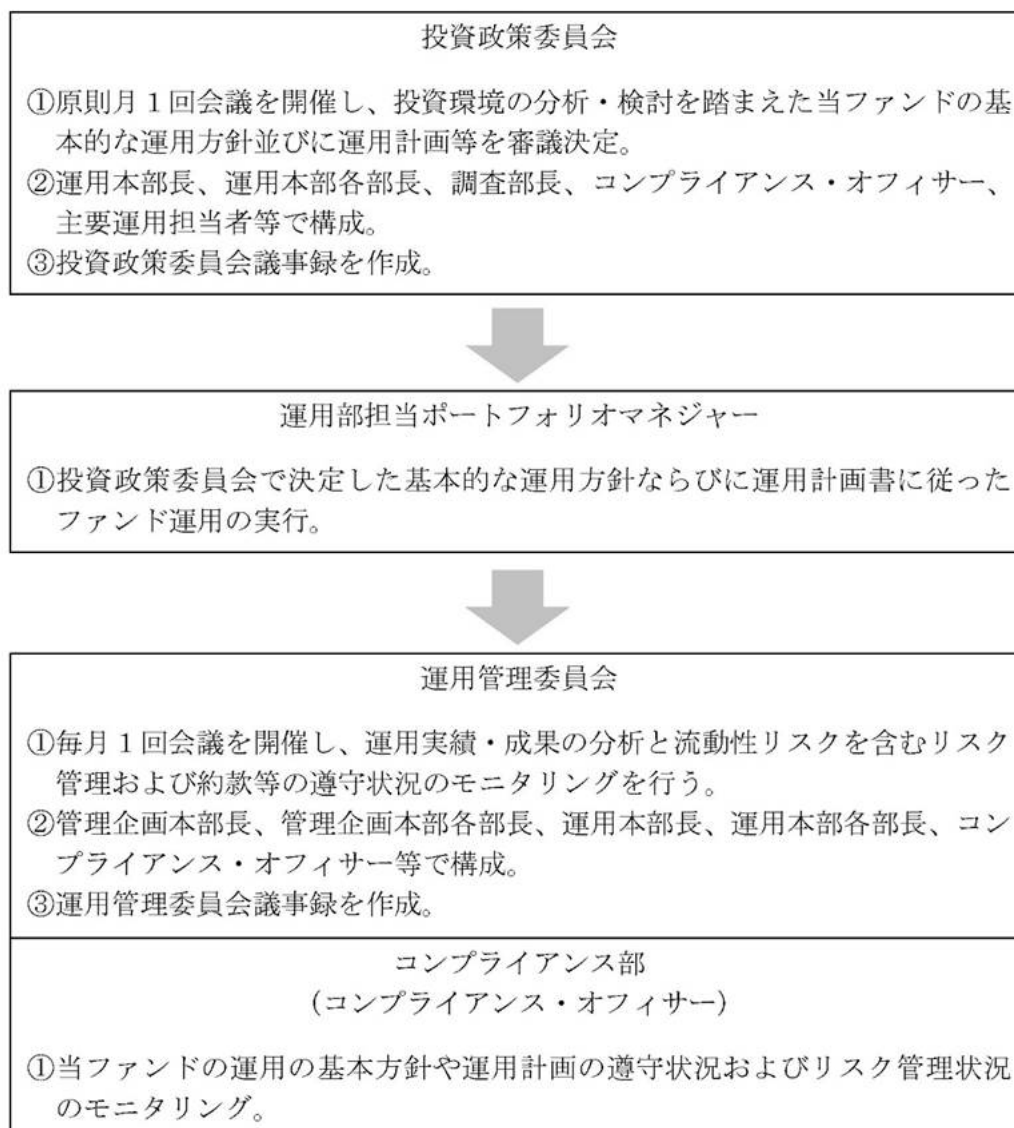 投資政策委員会
①原則月１回会議を開催し、投資環境の分析・検討を踏まえた当ファンドの基
本的な運用方針並びに運用計画等を審議決定。
②運用本部長、運用本部各部長、調査部長、コンプライアンス・オフィサー、
主要運用担当者等で構成。
③投資政策委員会議事録を作成。
運用部担当ポートフォリオマネジャー
①投資政策委員会で決定した基本的な運用方針ならびに運用計画書に従った
ファンド運用の実行。
運用管理委員会
①毎月１回会議を開催し、運用実績・成果の分析と流動性リスクを含むリスク
管理および約款等の遵守状況のモニタリングを行う。
②管理企画本部長、管理企画本部各部長、運用本部長、運用本部各部長、コン
プライアンス・オフィサー等で構成。
③運用管理委員会議事録を作成。
コンプライアンス部
（コンプライアンス・オフィサー）
①当ファンドの運用の基本方針や運用計画の遵守状況およびリスク管理状況
のモニタリング。